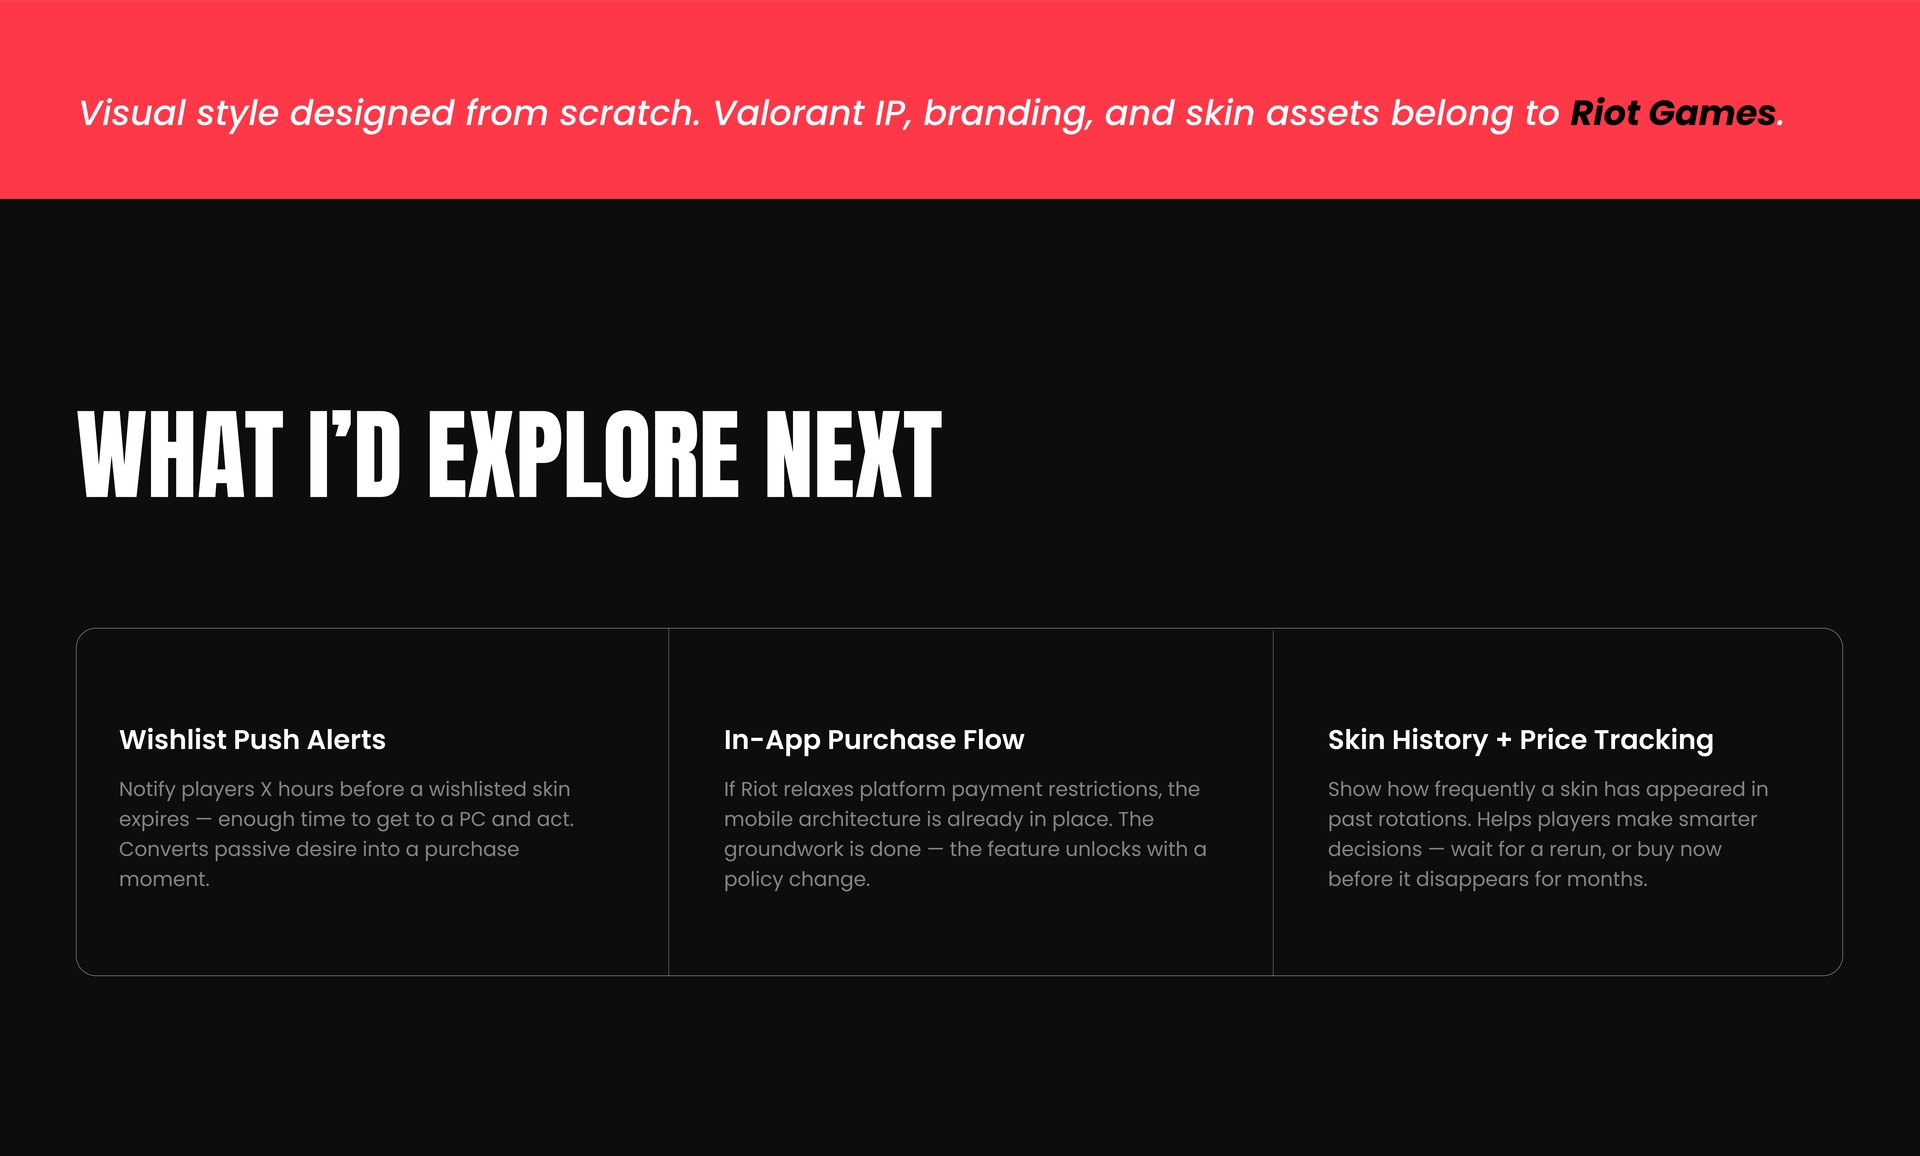 Visual style designed from scratch. Valorant IP, branding, and skin assets belong to Riot Games.
WHAT I’D EXPLORE NEXT
Wishlist Push Alerts
Notify players X hours before a wishlisted skin
expires — enough time to get to a PC and act.
Converts passive desire into a purchase
moment.
In-App Purchase Flow
If Riot relaxes platform payment restrictions, the
mobile architecture is already in place. The
groundwork is done — the feature unlocks with a
policy change.
Skin History + Price Tracking
Show how frequently a skin has appeared in
past rotations. Helps players make smarter
decisions — wait for a rerun, or buy now
before it disappears for months.